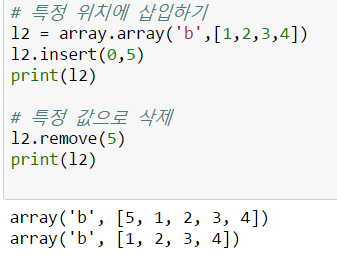 # 특정 위치에 삽입하기
l2 = array.array('b',[1,2,3,4])
l2.insert(0,5)
print(l2)
# 특정 값으로 삭제
l2.remove(5)
print(l2)
array('b', [5, 1, 2, 3, 4])
array('b', [1, 2, 3, 4])